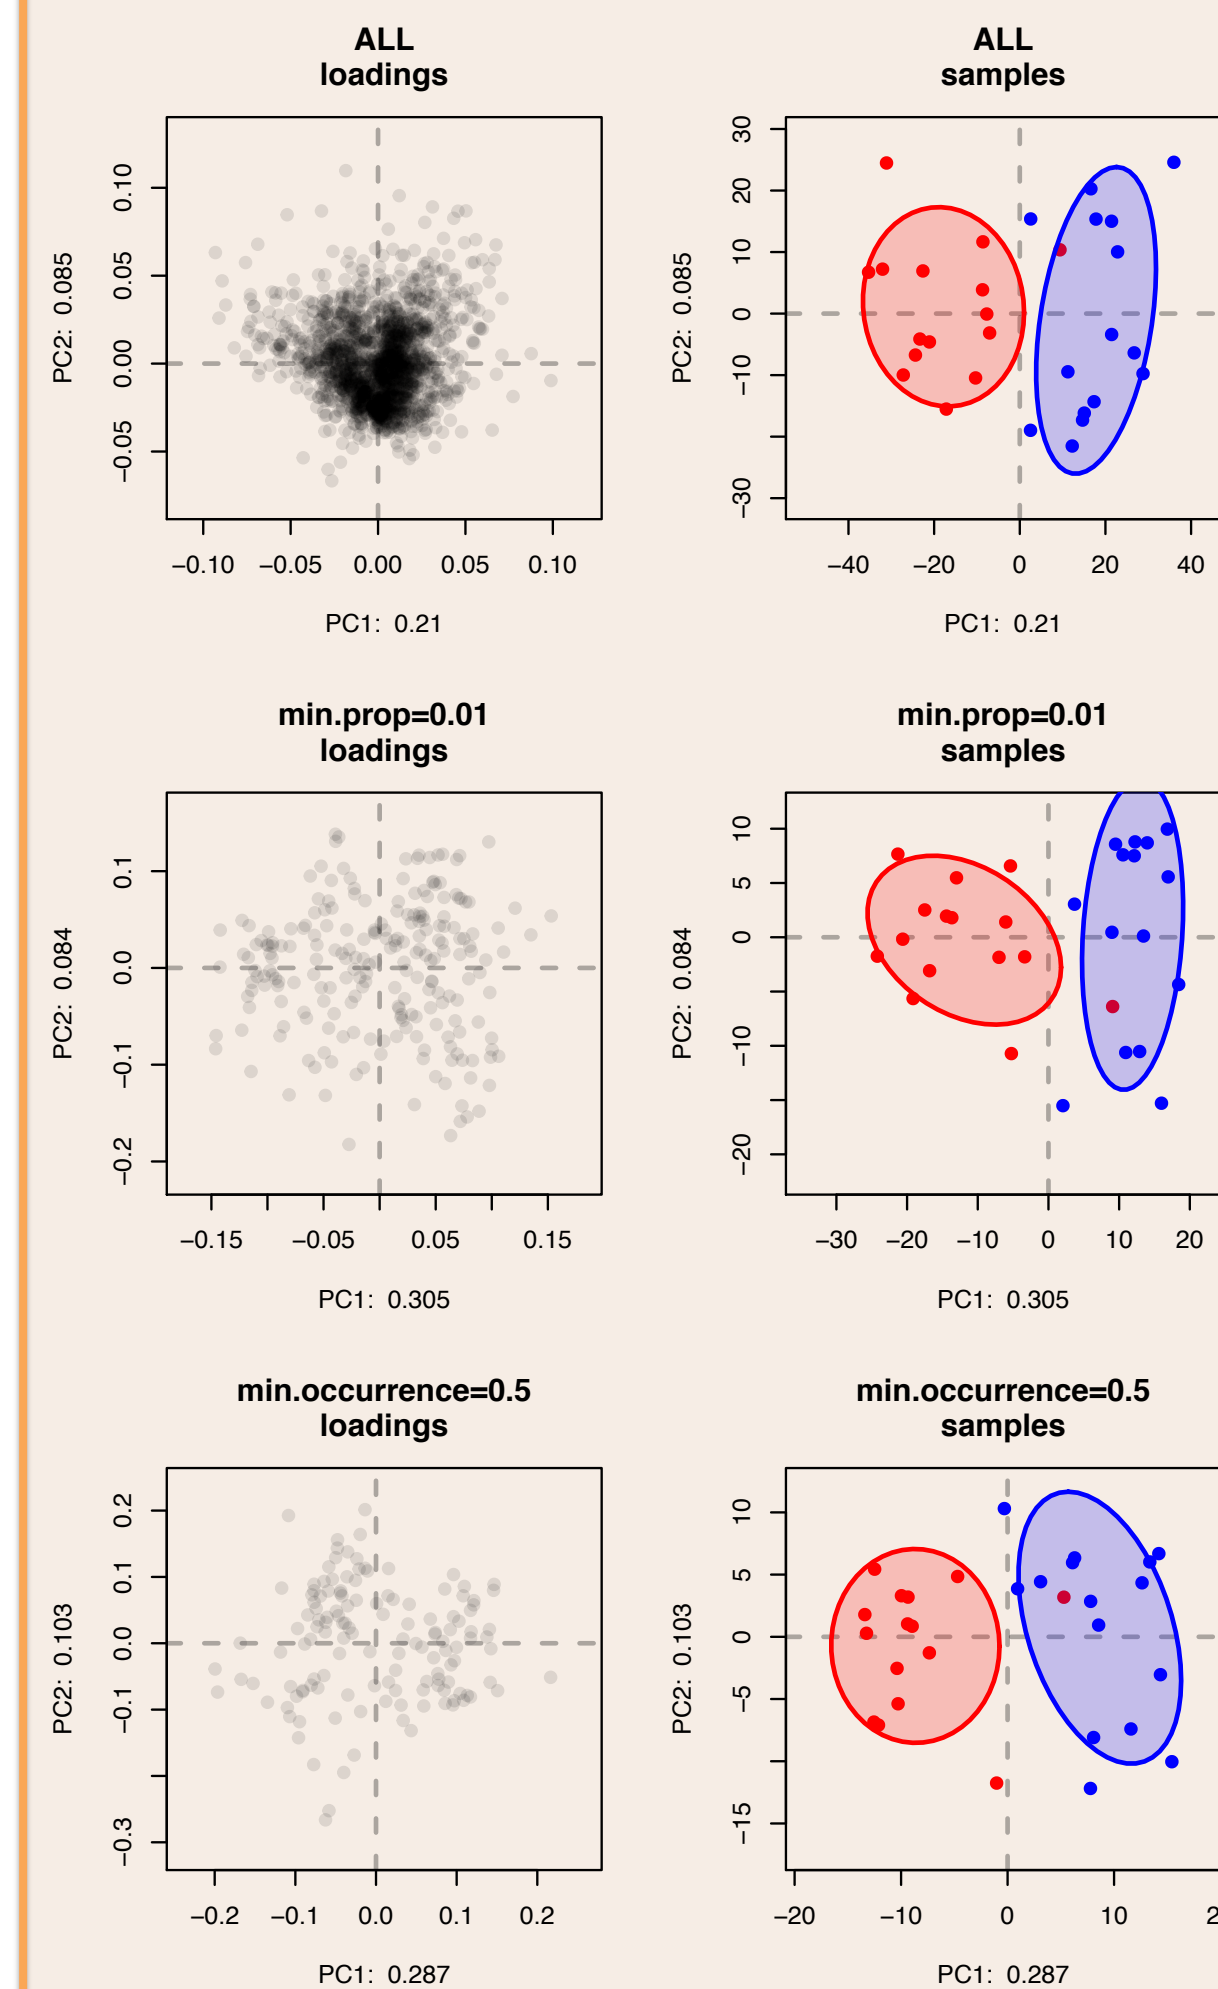 ALL
loadings
0.10
0.05
0.00
−0.05
PC2: 0.085
−0.10 −0.05 0.00 0.05 0.10
PC1: 0.21
ALL
samples
30
20
10
0
−10
−30
PC2: 0.085
−40 −20 0 20 40
PC1: 0.21
min.prop=0.01
loadings
0.1
0.0
−0.1
−0.2
PC2: 0.084
−0.15 −0.05 0.05 0.15
PC1: 0.305
min.prop=0.01
samples
10
5
0
−10
−20
PC2: 0.084
−30 −20 −10 0 10 20
PC1: 0.305
min.occurrence=0.5
loadings
0.2
0.1
0.0
−0.1
−0.3
PC2: 0.103
−0.2 −0.1 0.0 0.1 0.2
PC1: 0.287
min.occurrence=0.5
samples
10
5
0
−5
−15
PC2: 0.103
−20 −10 0 10
PC1: 0.287